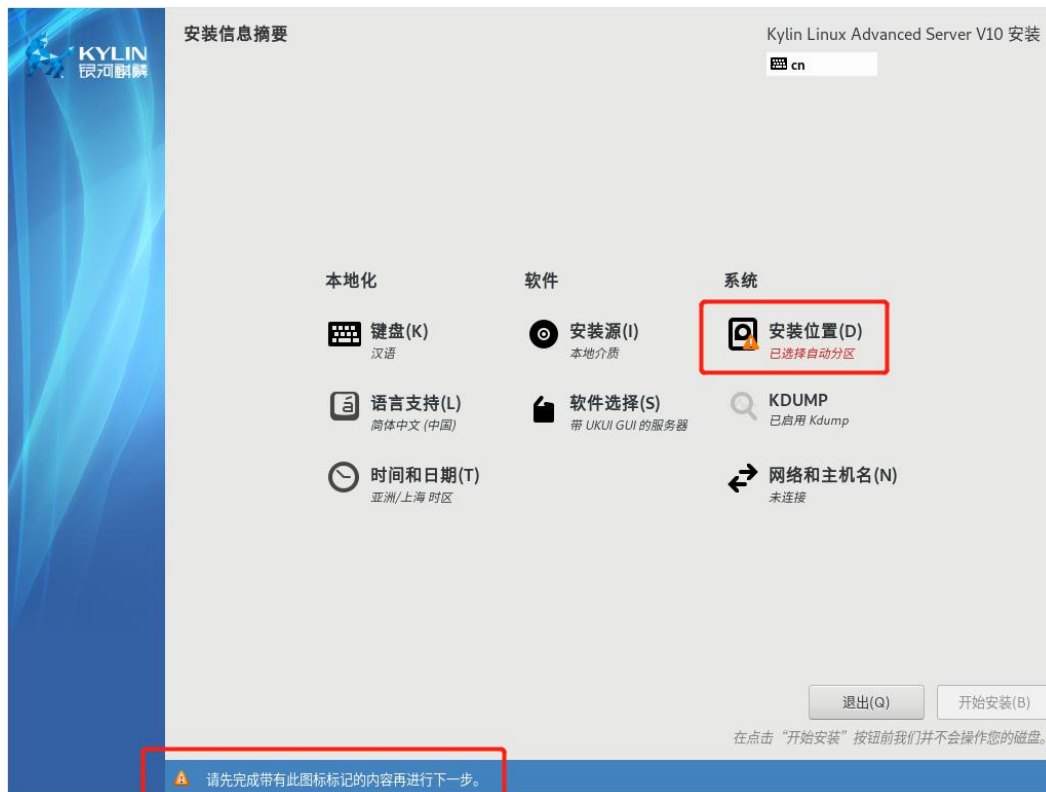 KYLIN
银河麒麟
安装信息摘要
Kylin Linux Advanced Server V10 安装
cn
本地化
键盘(K)
汉语
语言支持(L)
简体中文 (中国)
时间和日期(T)
亚洲/上海 时区
软件
安装源(I)
本地介质
软件选择(S)
带 UKUI GUI 的服务器
系统
安装位置(D)
已选择自动分区
KDUMP
已启用 Kdump
网络和主机名(N)
未连接
退出(Q)
开始安装(B)
在点击 “开始安装” 按钮前我们并不会操作您的磁盘。
请先完成带有此图标标记的内容再进行下一步。